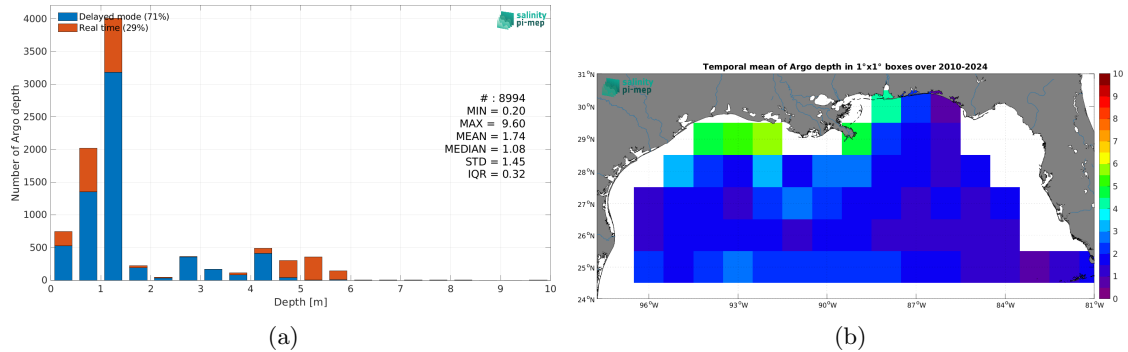 Delayed mode (71%)
Real time (29%)
salinity
pi-mep
# : 8994
MIN = 0.20
MAX = 9.60
MEAN = 1.74
MEDIAN = 1.08
STD = 1.45
IQR = 0.32
Number of Argo depth
4000
3500
3000
2500
2000
1500
1000
500
0
0 1 2 3 4 5 6 7 8 9 10
Depth [m]
(a)
Temporal mean of Argo depth in 1°x1° boxes over 2010-2024
salinity
pi-mep
31°N
30°N
29°N
28°N
27°N
26°N
25°N
24°N
96°W 93°W 90°W 87°W 84°W 81°W
10
9
8
7
6
5
4
3
2
1
0
(b)